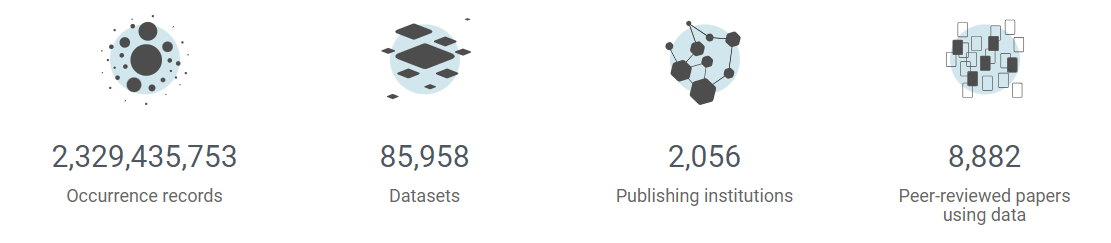 2,329,435,753
Occurrence records
85,958
Datasets
2,056
Publishing institutions
8,882
Peer-reviewed papers
using data